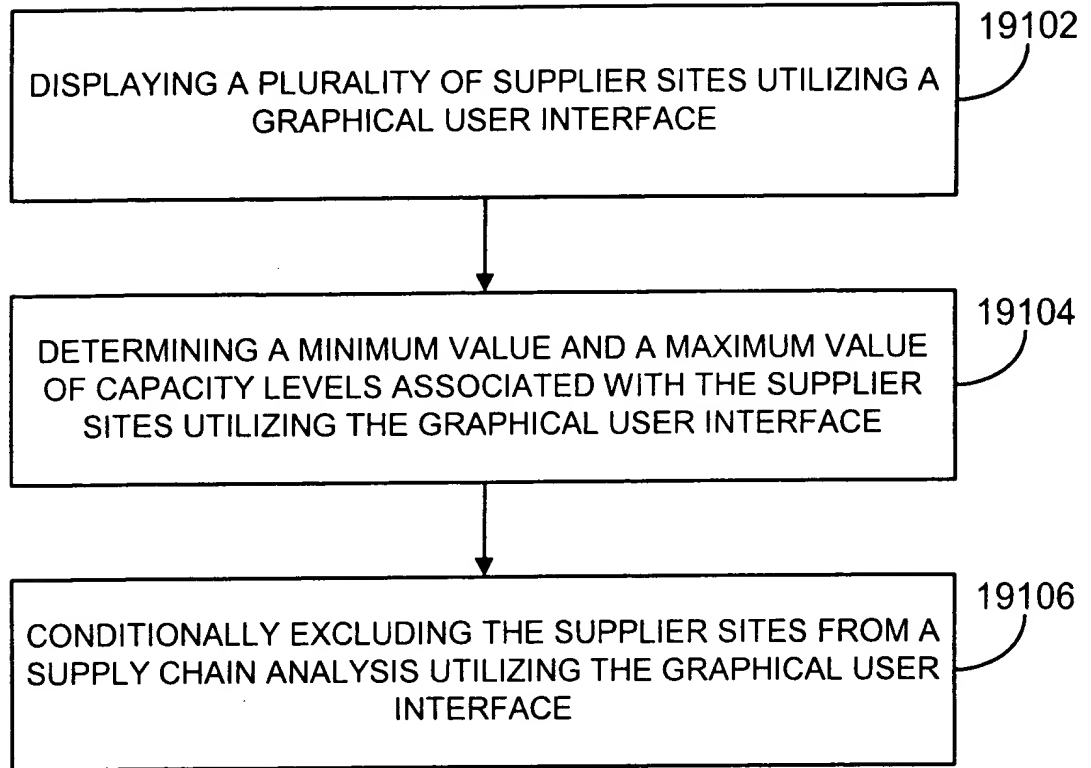 19102
DISPLAYING A PLURALITY OF SUPPLIER SITES UTILIZING A
GRAPHICAL USER INTERFACE
19104
DETERMINING A MINIMUM VALUE AND A MAXIMUM VALUE
OF CAPACITY LEVELS ASSOCIATED WITH THE SUPPLIER
SITES UTILIZING THE GRAPHICAL USER INTERFACE
19106
CONDITIONALLY EXCLUDING THE SUPPLIER SITES FROM A
SUPPLY CHAIN ANALYSIS UTILIZING THE GRAPHICAL USER
INTERFACE